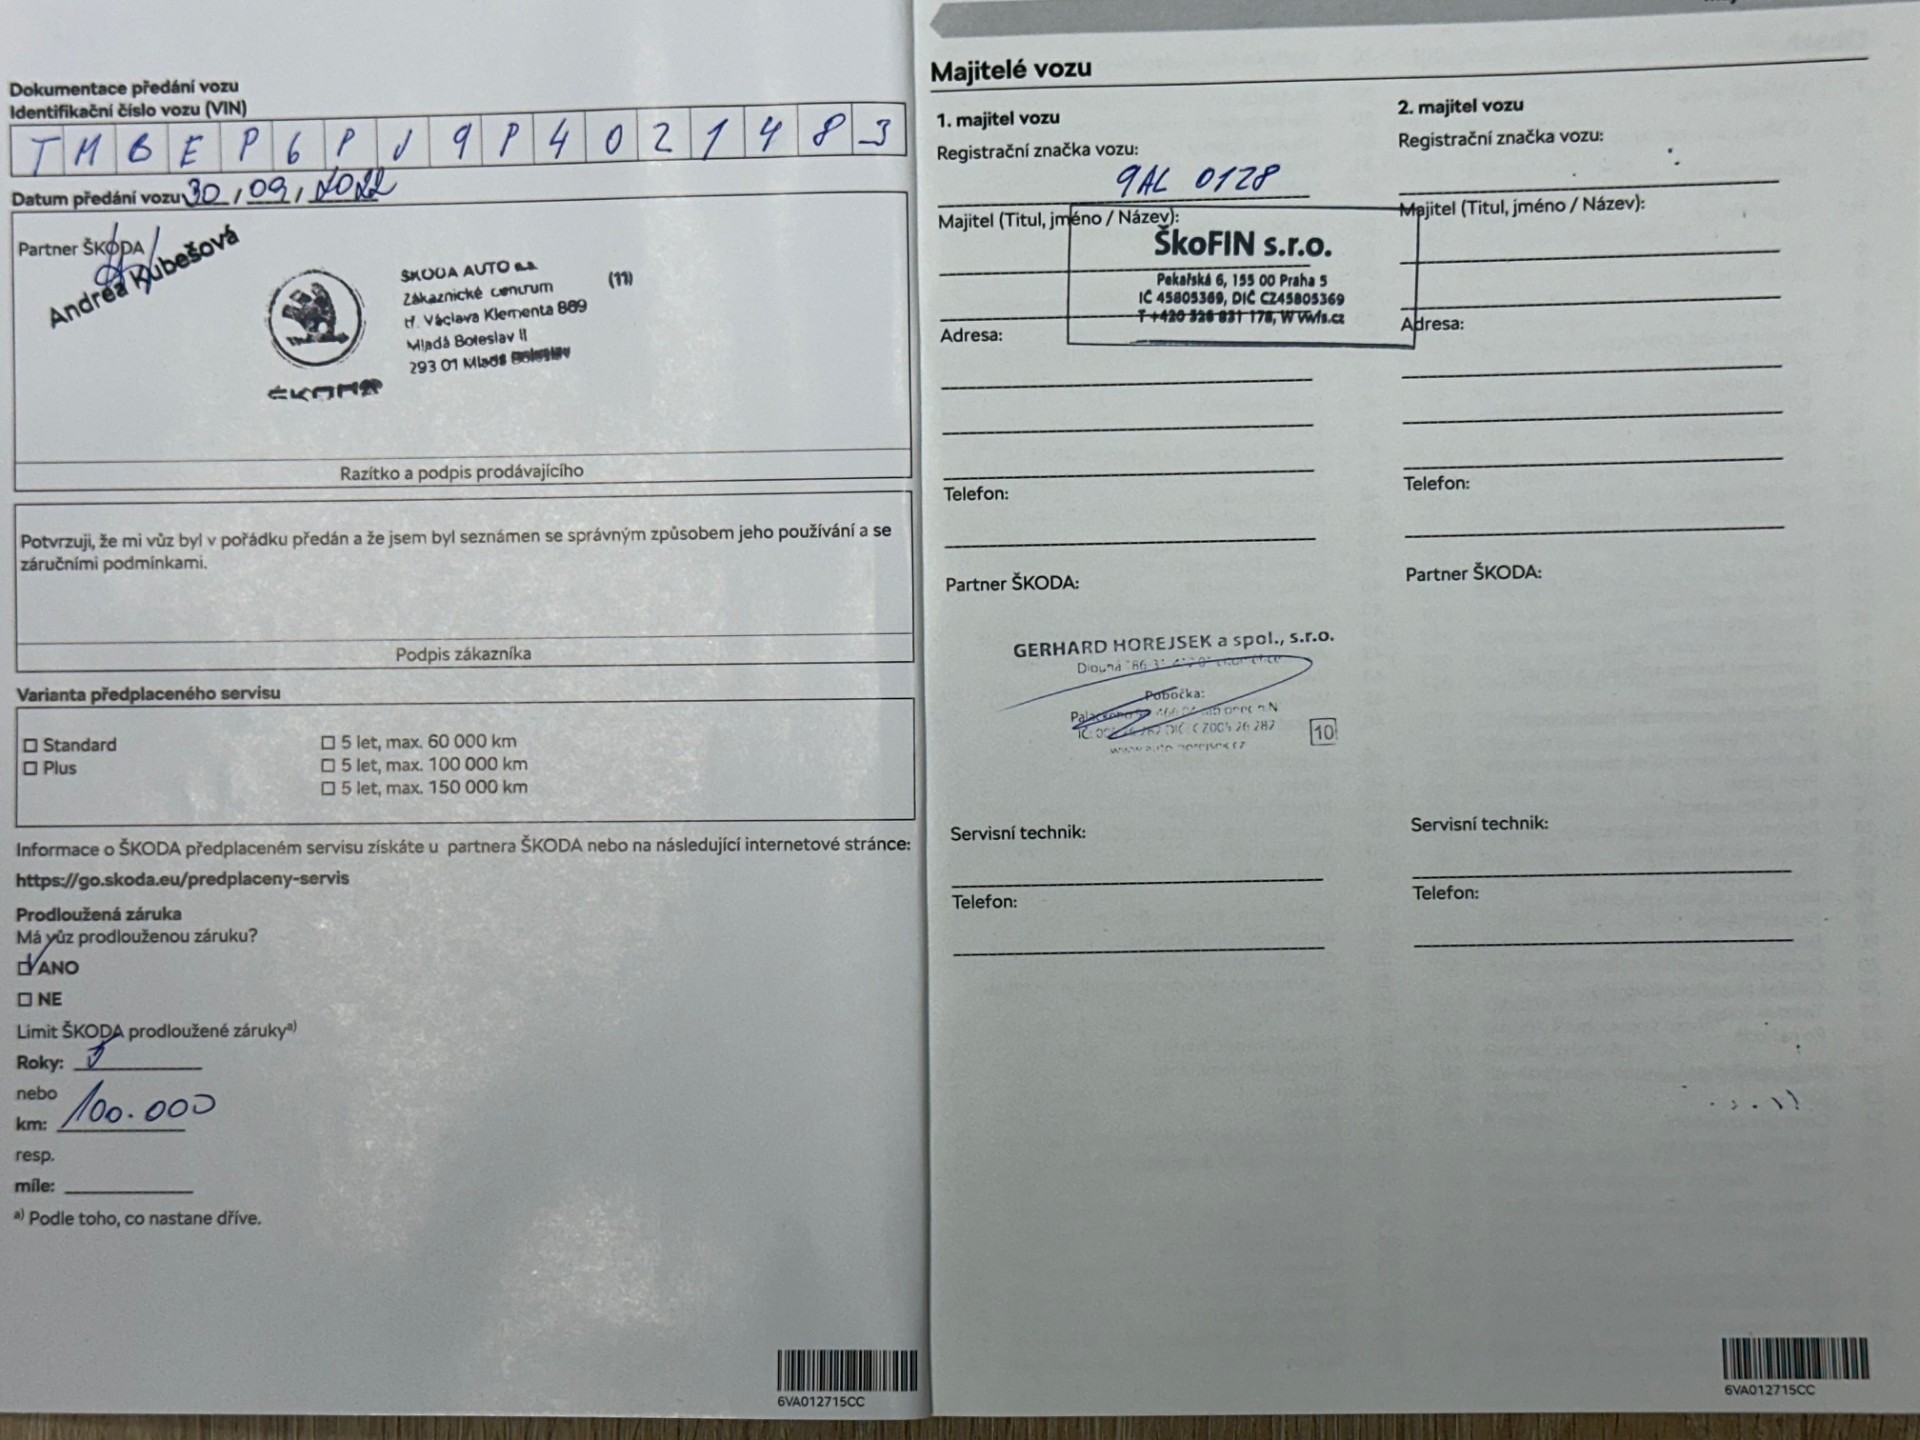 Dokumentace předání vozu
Identifikační číslo vozu (VIN)
T M B E P 6 P J 9 P 4 0 2 1 4 8 3
Datum předání vozu 30, 09, 2022
Partner ŠKODA
Andrea Kubešová
ŠKODA AUTO a.s.
Zákaznické centrum (11)
tř. Václava Klementa 869
Mladá Boleslav II
293 01 Mladá Boleslav
ŠKODA
Razítko a podpis prodávajícího
Potvrzuji, že mi vůz byl v pořádku předán a že jsem byl seznámen se správným způsobem jeho používání a se
záručními podmínkami.
Podpis zákazníka
Varianta předplaceného servisu
☐ Standard ☐ 5 let, max. 60 000 km
☐ Plus ☐ 5 let, max. 100 000 km
☐ 5 let, max. 150 000 km
Informace o ŠKODA předplaceném servisu získáte u partnera ŠKODA nebo na následující internetové stránce:
https://go.skoda.eu/predplaceny-servis
Prodloužená záruka
Má vůz prodlouženou záruku?
☑ ANO
☐ NE
Limit ŠKODA prodloužené zárukyᵃ⁾
Roky: 5
nebo
km: 100.000
resp.
míle:
ᵃ⁾ Podle toho, co nastane dříve.
6VA012715CC
Majitelé vozu
1. majitel vozu
Registrační značka vozu:
9AL 0128
Majitel (Titul, jméno / Název):
ŠkoFIN s.r.o.
Pekařská 6, 155 00 Praha 5
IČ 45805369, DIČ CZ45805369
Adresa:
Telefon:
Partner ŠKODA:
GERHARD HOREJSEK a spol., s.r.o.
Dlouhá
Pobočka:
10
Servisní technik:
Telefon:
2. majitel vozu
Registrační značka vozu:
Majitel (Titul, jméno / Název):
Adresa:
Telefon:
Partner ŠKODA:
Servisní technik:
Telefon:
6VA012715CC